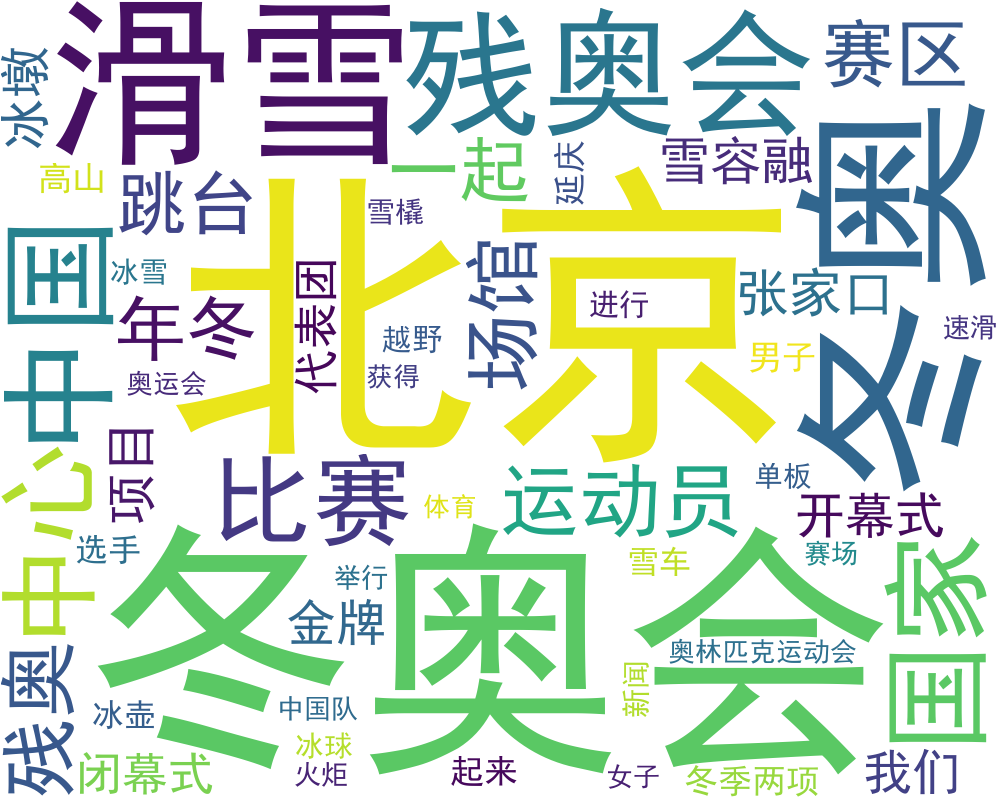 滑雪
残奥会
赛区
冰墩
高山
跳台
一起
延庆
雪容融
冬奥
雪橇
北京
中国
冰雪
年冬
代表团
越野
场馆
进行
张家口
速滑
奥运会
获得
男子
中心
项目
比赛
体育
运动员
单板
开幕式
选手
冬奥会
举行
金牌
雪车
赛场
国家
残奥
冰壶
中国队
新闻
奥林匹克运动会
闭幕式
冰球
火炬
起来
女子
冬季两项
我们